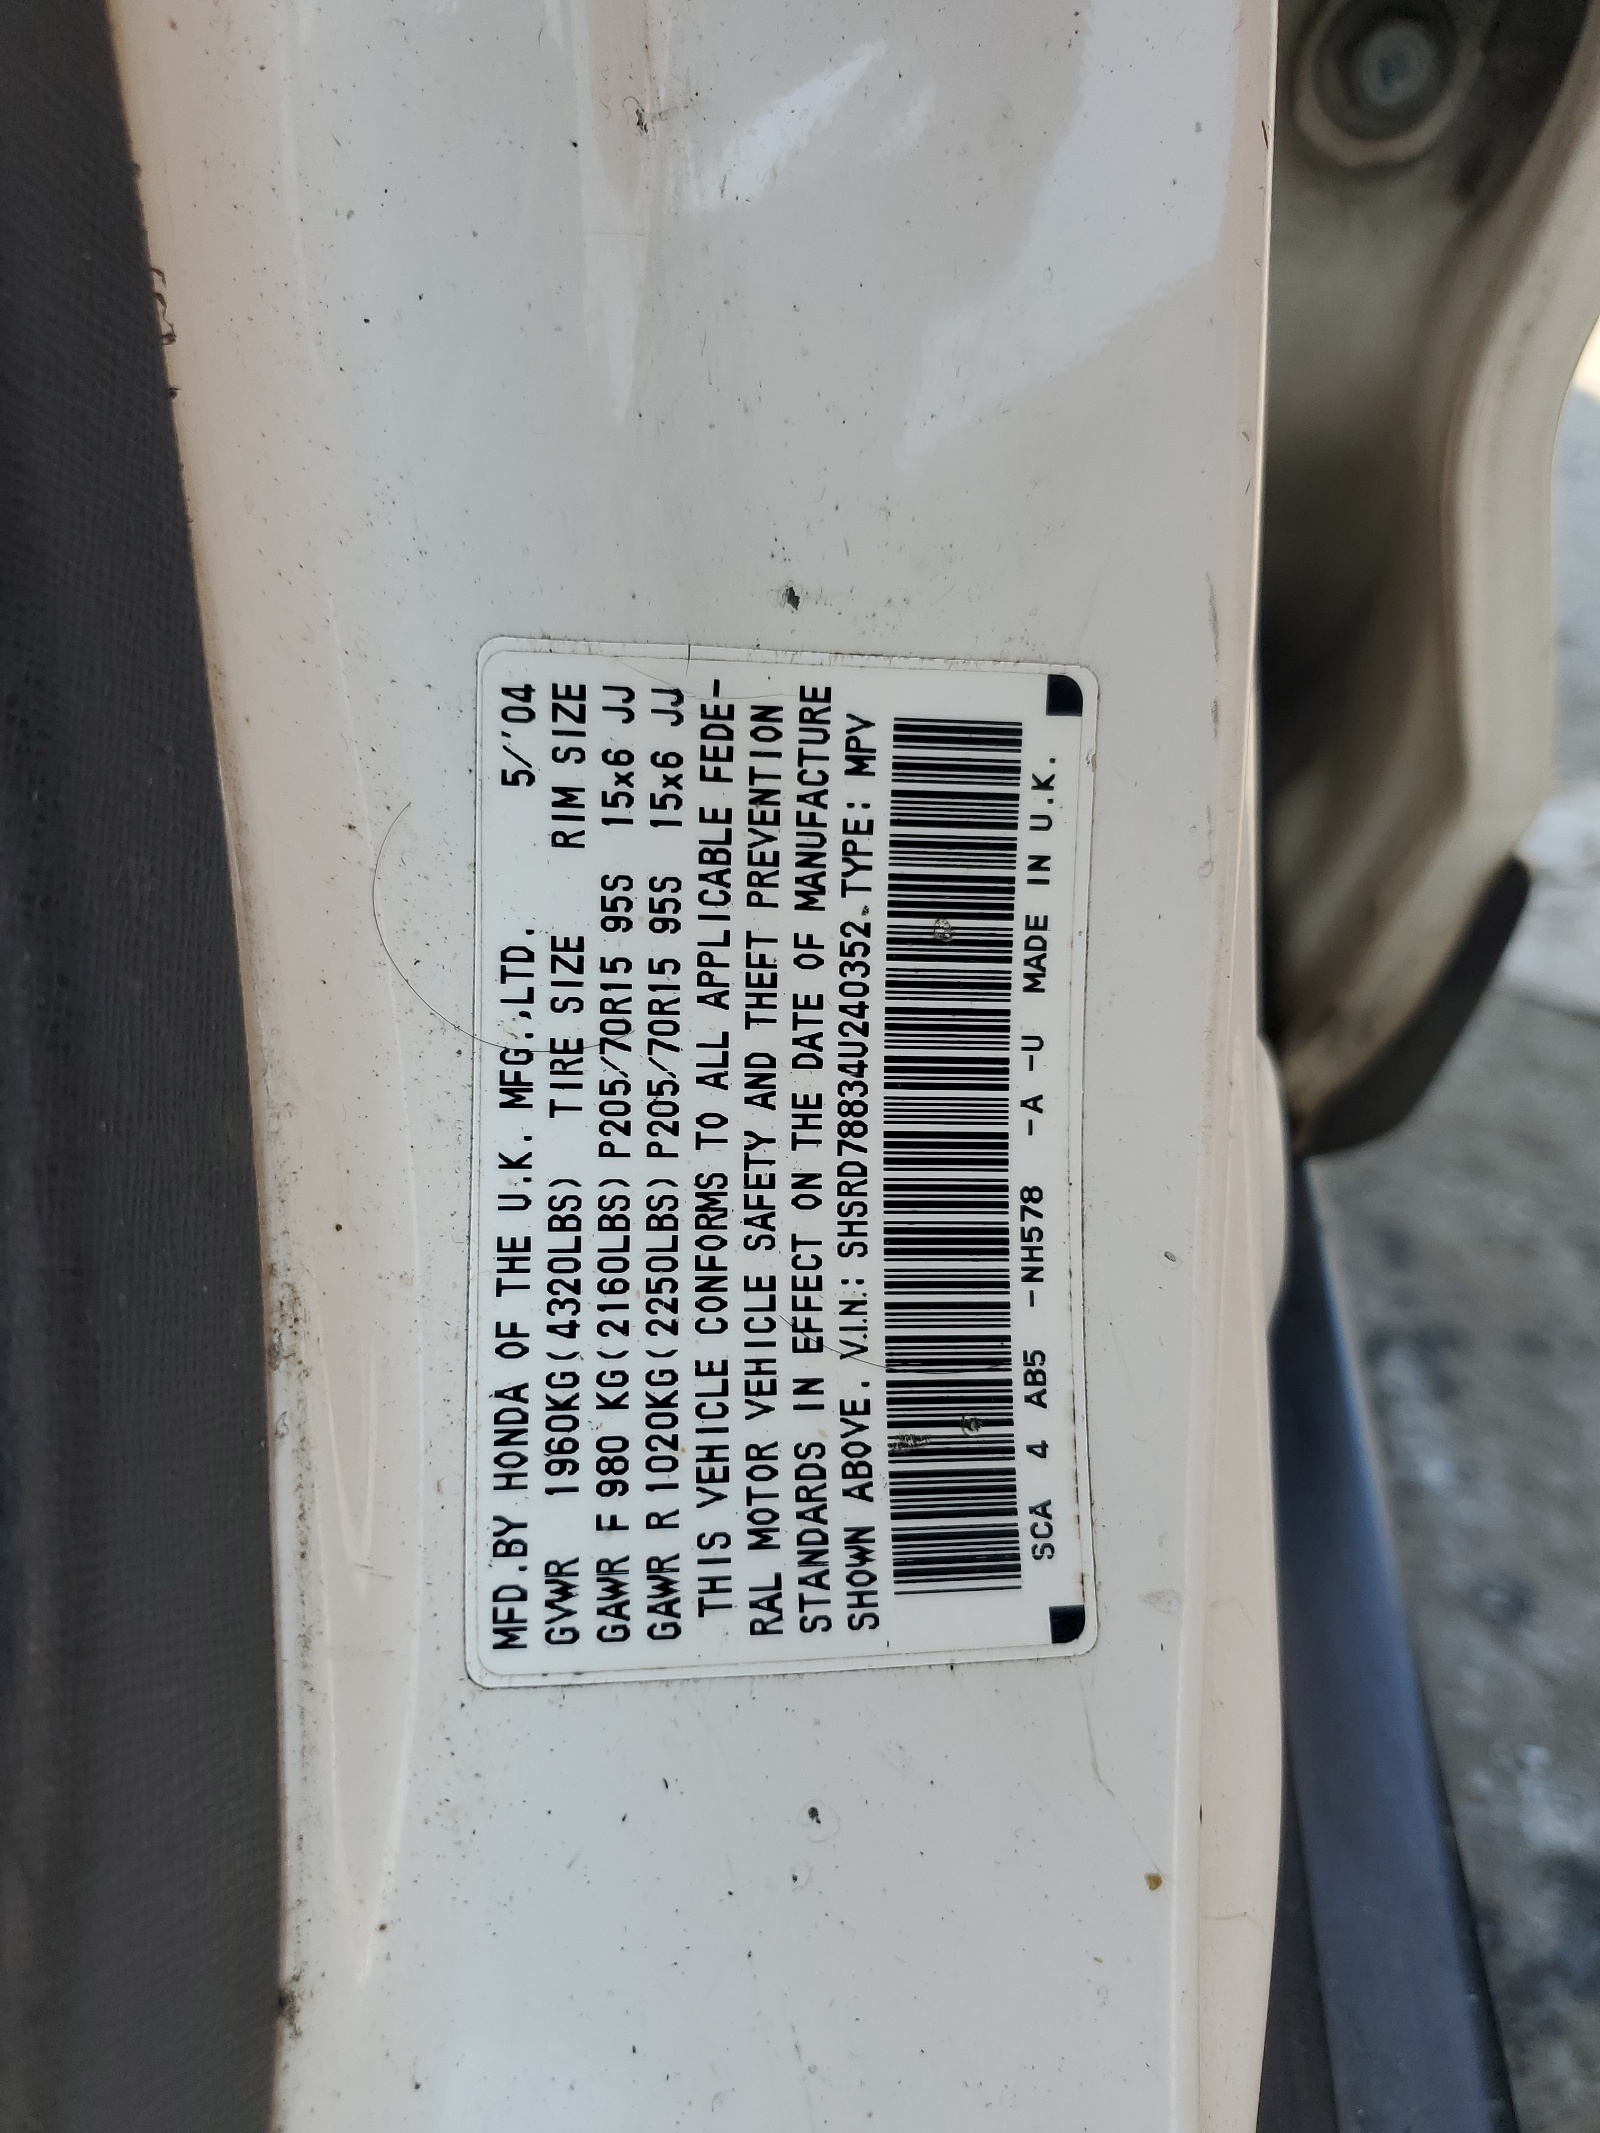 MFD.BY HONDA OF THE U.K. MFG.,LTD. 5/'04
GVWR 1960KG(4320LBS) TIRE SIZE RIM SIZE
GAWR F 980 KG(2160LBS) P205/70R15 95S 15x6 JJ
GAWR R 1020KG(2250LBS) P205/70R15 95S 15x6 JJ
THIS VEHICLE CONFORMS TO ALL APPLICABLE FEDE-
RAL MOTOR VEHICLE SAFETY AND THEFT PREVENTION
STANDARDS IN EFFECT ON THE DATE OF MANUFACTURE
SHOWN ABOVE. V.I.N.: SHSRD78834U240352 TYPE: MPV
SCA 4 AB5 -NH578 -A -U MADE IN U.K.